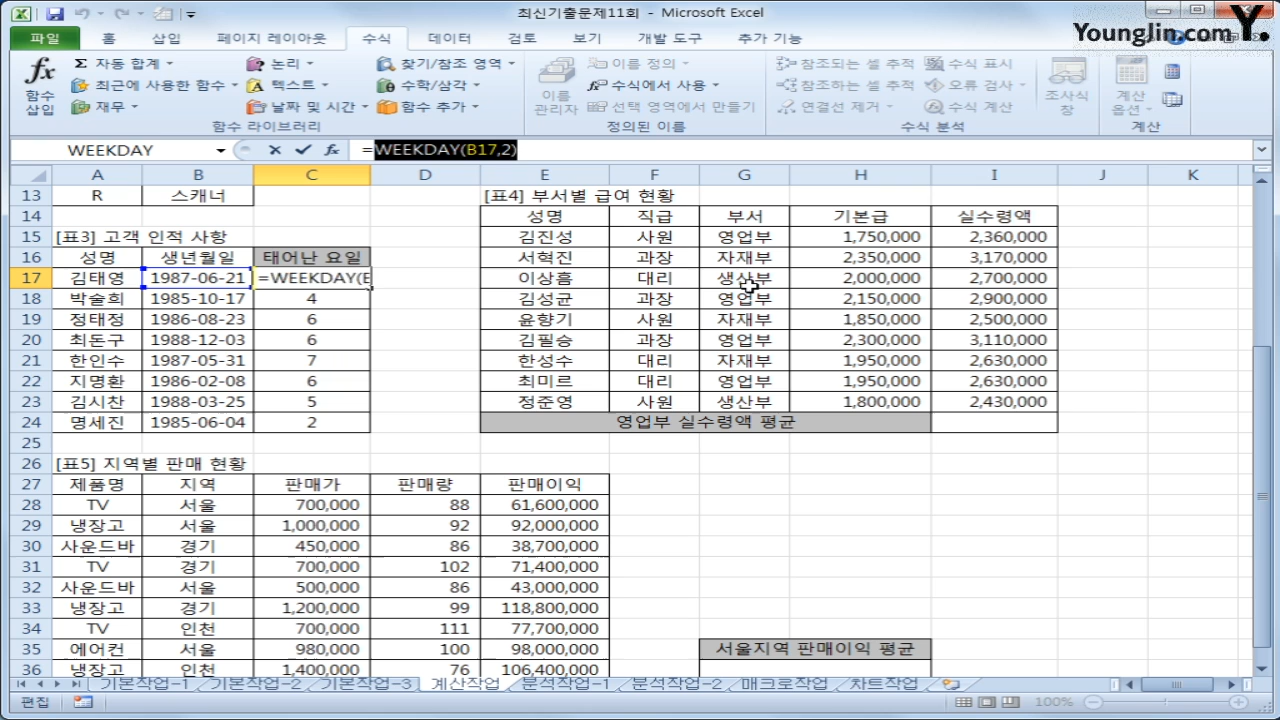 최신기출문제11회 - Microsoft Excel
YoungJin.com Y.
파일 홈 삽입 페이지 레이아웃 수식 데이터 검토 보기 개발 도구 추가 기능
Σ 자동 합계 논리 찾기/참조 영역 이름 정의 참조되는 셀 추적 수식 표시
fx 최근에 사용한 함수 텍스트 수학/삼각 수식에서 사용 참조하는 셀 추적 오류 검사
함수 삽입 재무 날짜 및 시간 함수 추가 이름 관리자 선택 영역에서 만들기 연결선 제거 수식 계산 조사식 창 계산 옵션
함수 라이브러리 정의된 이름 수식 분석 계산
WEEKDAY fx =WEEKDAY(B17,2)
A B C D E F G H I J K
13 R 스캐너 [표4] 부서별 급여 현황
14 성명 직급 부서 기본급 실수령액
15 [표3] 고객 인적 사항 김진성 사원 영업부 1,750,000 2,360,000
16 성명 생년월일 태어난 요일 서혁진 과장 자재부 2,350,000 3,170,000
17 김태영 1987-06-21 =WEEKDAY(E 이상흠 대리 생산부 2,000,000 2,700,000
18 박술희 1985-10-17 4 김성균 과장 영업부 2,150,000 2,900,000
19 정태정 1986-08-23 6 윤향기 사원 자재부 1,850,000 2,500,000
20 최돈구 1988-12-03 6 김필승 과장 영업부 2,300,000 3,110,000
21 한인수 1987-05-31 7 한성수 대리 자재부 1,950,000 2,630,000
22 지명환 1986-02-08 6 최미르 대리 영업부 1,950,000 2,630,000
23 김시찬 1988-03-25 5 정준영 사원 생산부 1,800,000 2,430,000
24 명세진 1985-06-04 2 영업부 실수령액 평균
25
26 [표5] 지역별 판매 현황
27 제품명 지역 판매가 판매량 판매이익
28 TV 서울 700,000 88 61,600,000
29 냉장고 서울 1,000,000 92 92,000,000
30 사운드바 경기 450,000 86 38,700,000
31 TV 경기 700,000 102 71,400,000
32 사운드바 서울 500,000 86 43,000,000
33 냉장고 경기 1,200,000 99 118,800,000
34 TV 인천 700,000 111 77,700,000
35 에어컨 서울 980,000 100 98,000,000 서울지역 판매이익 평균
36 냉장고 인천 1,400,000 76 106,400,000
기본작업-1 기본작업-2 기본작업-3 계산작업 분석작업-1 분석작업-2 매크로작업 차트작업
편집 100%